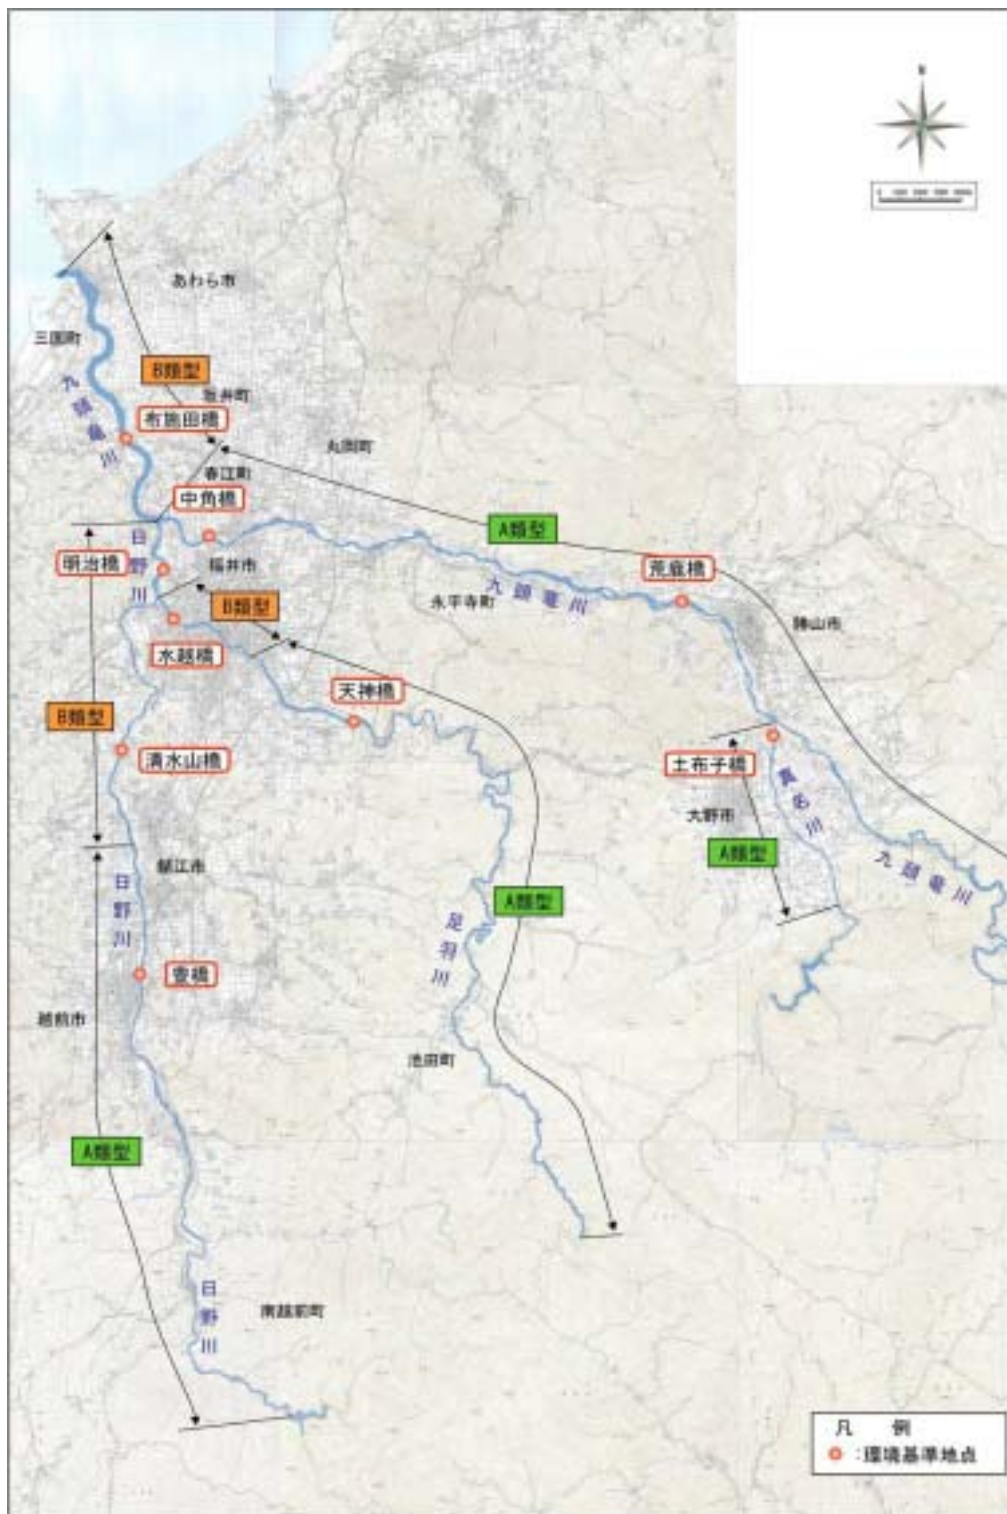 N
あわら市
三国町
B類型
坂井町
九頭竜川
布施田橋
丸岡町
春江町
中角橋
A類型
日野川
明治橋
福井市
荒鹿橋
九頭竜川
永平寺町
B類型
勝山市
水越橋
天神橋
B類型
清水山橋
土布子橋
真名川
大野市
A類型
鯖江市
九頭竜川
日野川
A類型
足羽川
豊橋
越前市
池田町
A類型
日野川
南越前町
凡 例
:環境基準地点